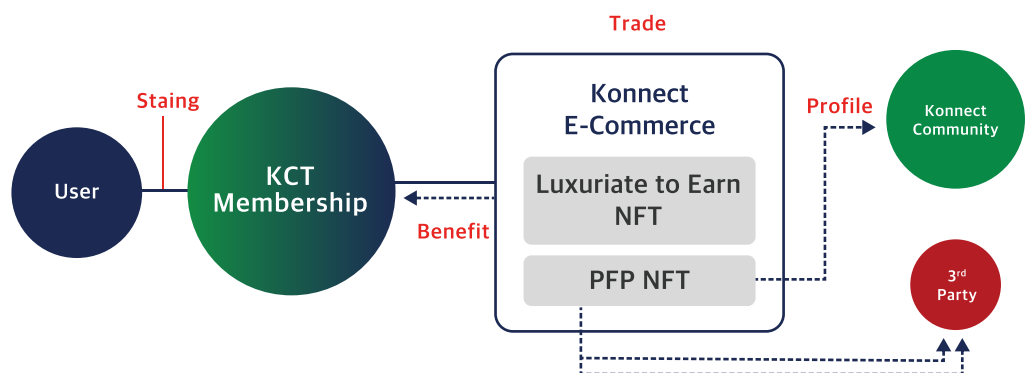 Trade
Staing
Konnect
E-Commerce
Profile
Konnect
Community
User
KCT
Membership
Luxuriate to Earn
NFT
Benefit
PFP NFT
3rd
Party